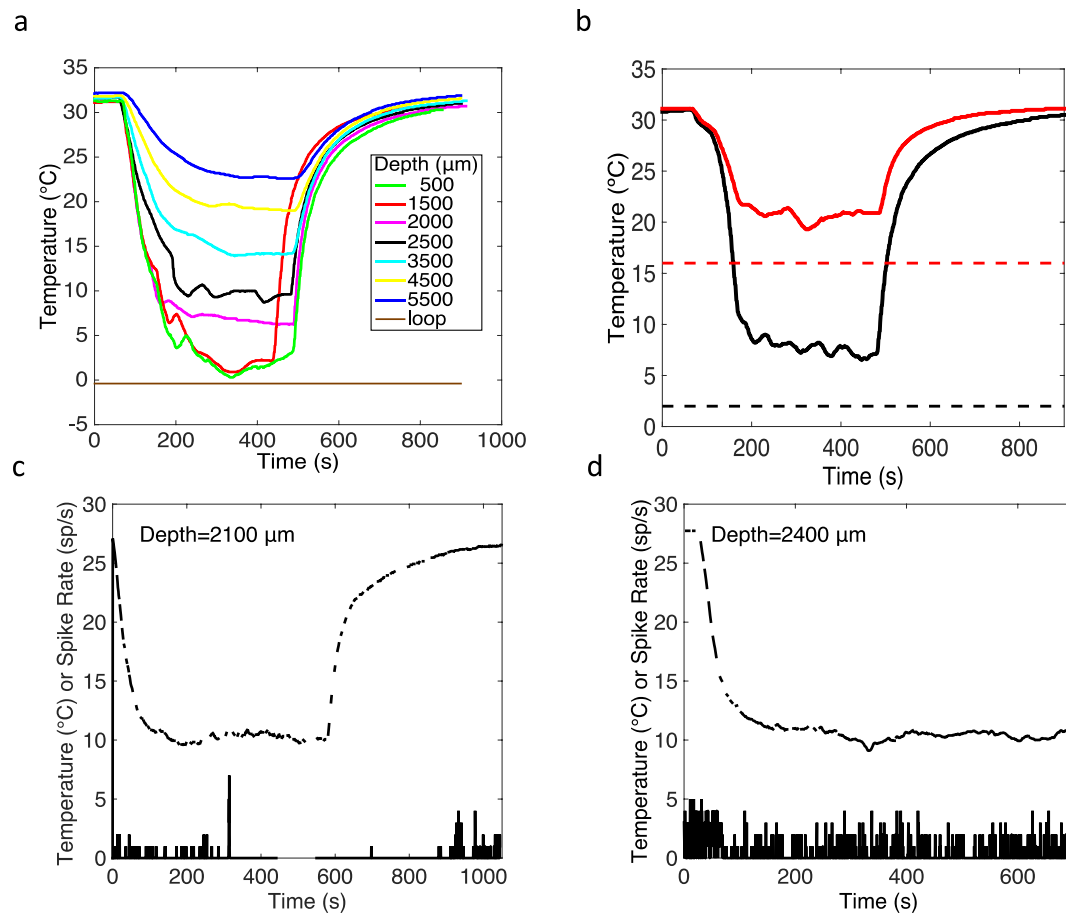 a
35
30
25
20
15
10
5
0
-5
Temperature (°C)
0 200 400 600 800 1000
Time (s)
Depth (µm)
500
1500
2000
2500
3500
4500
5500
loop
b
35
30
25
20
15
10
5
0
Temperature (°C)
0 200 400 600 800
Time (s)
c
30
25
20
15
10
5
0
Temperature (°C) or Spike Rate (sp/s)
Depth=2100 µm
0 200 400 600 800 1000
Time (s)
d
30
25
20
15
10
5
0
Temperature (°C) or Spike Rate (sp/s)
Depth=2400 µm
0 200 400 600
Time (s)